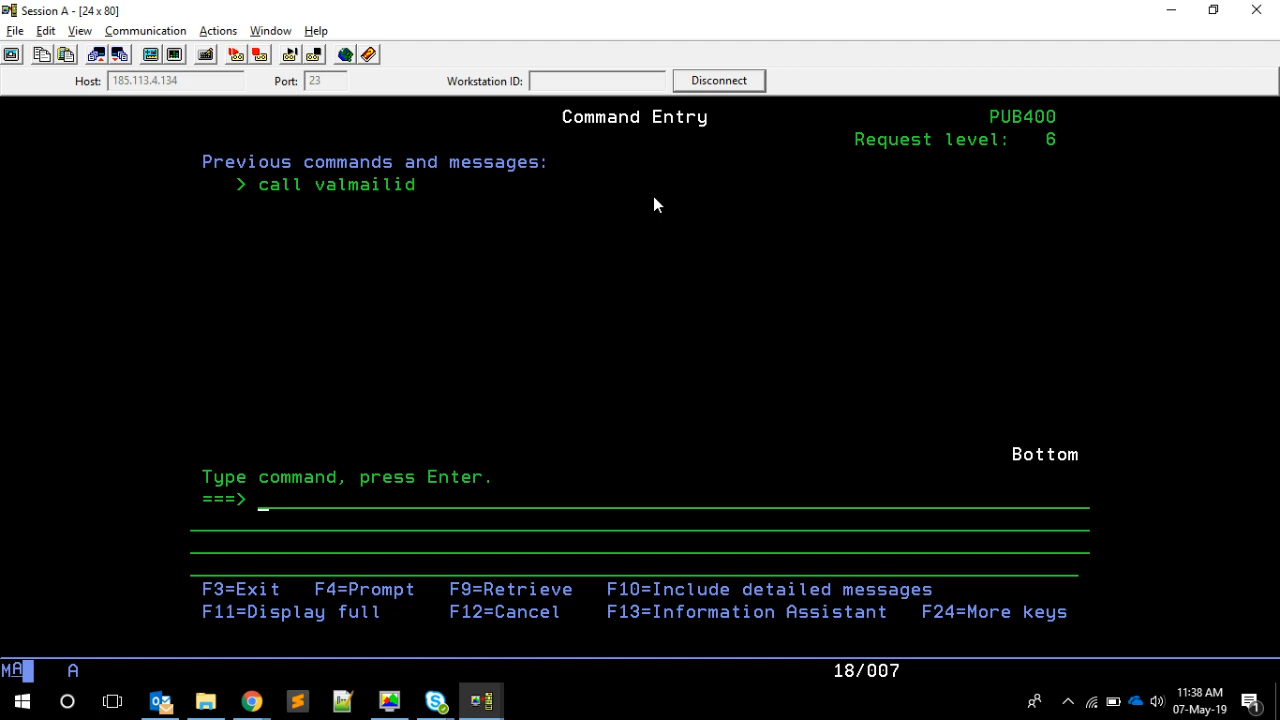 Session A - [24 x 80]
File Edit View Communication Actions Window Help
Host: 185.113.4.134 Port: 23 Workstation ID: Disconnect
Command Entry PUB400
Request level: 6
Previous commands and messages:
> call valmailid
Bottom
Type command, press Enter.
===> _
F3=Exit F4=Prompt F9=Retrieve F10=Include detailed messages
F11=Display full F12=Cancel F13=Information Assistant F24=More keys
MA A 18/007
11:38 AM
07-May-19
1